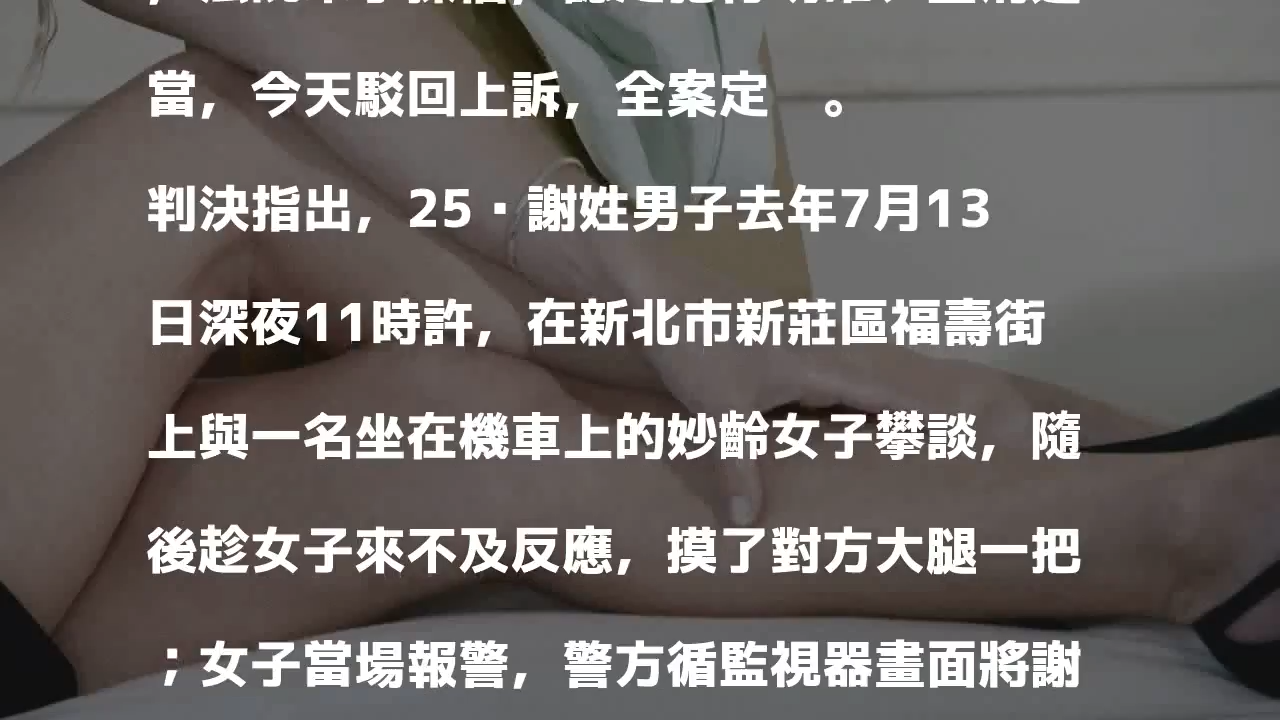 當，今天駁回上訴，全案定 。
判決指出，25·謝姓男子去年7月13
日深夜11時許，在新北市新莊區福壽街
上與一名坐在機車上的妙齡女子攀談，隨
後趁女子來不及反應，摸了對方大腿一把
；女子當場報警，警方循監視器畫面將謝